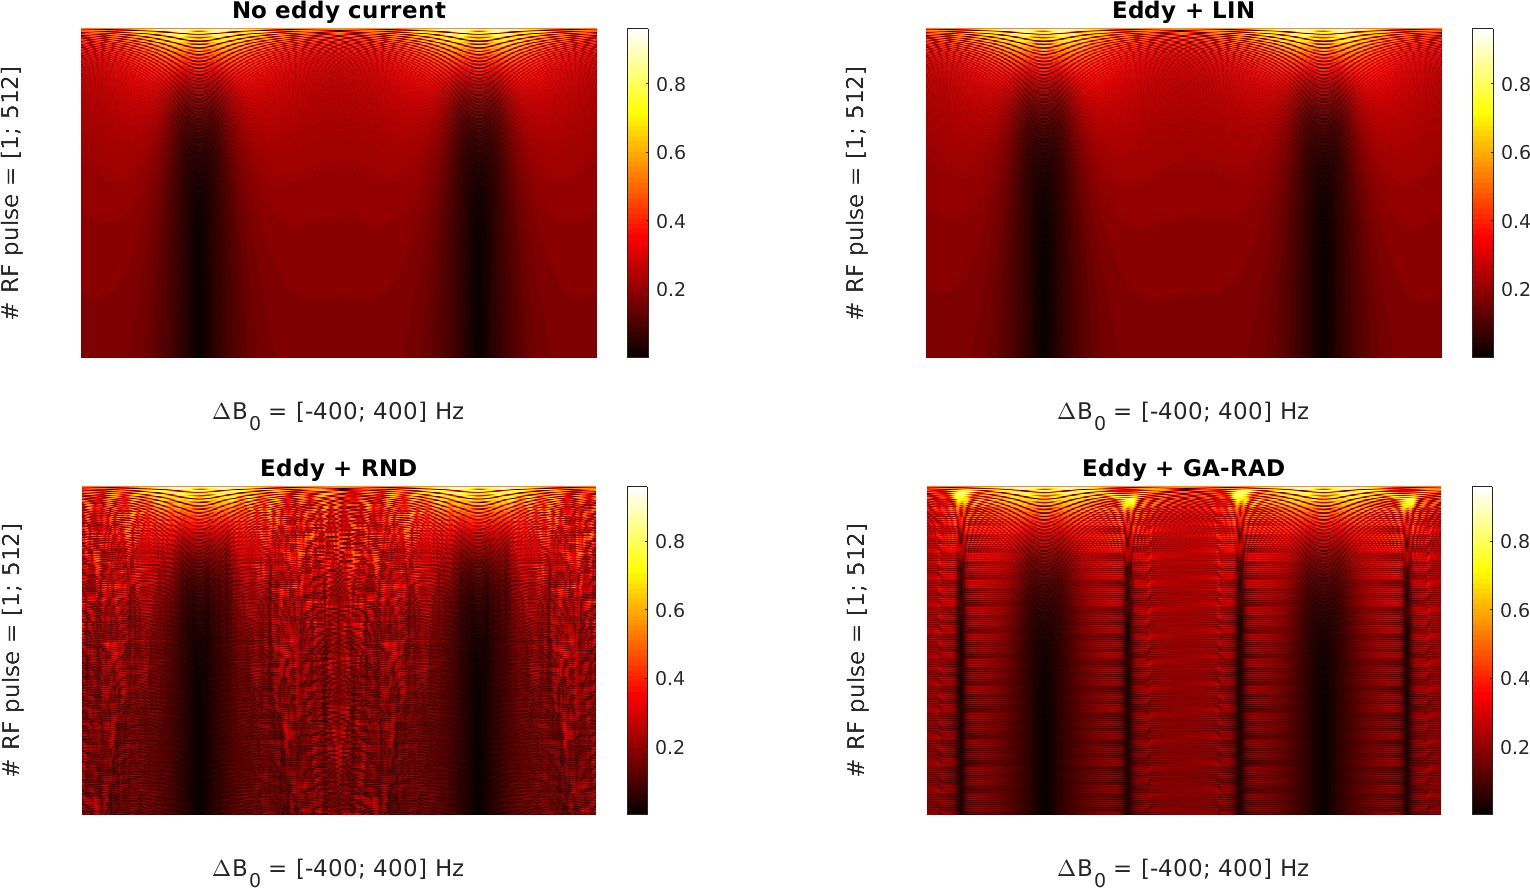 No eddy current
# RF pulse = [1; 512]
0.8
0.6
0.4
0.2
ΔB0 = [-400; 400] Hz
Eddy + LIN
# RF pulse = [1; 512]
0.8
0.6
0.4
0.2
ΔB0 = [-400; 400] Hz
Eddy + RND
# RF pulse = [1; 512]
0.8
0.6
0.4
0.2
ΔB0 = [-400; 400] Hz
Eddy + GA-RAD
# RF pulse = [1; 512]
0.8
0.6
0.4
0.2
ΔB0 = [-400; 400] Hz